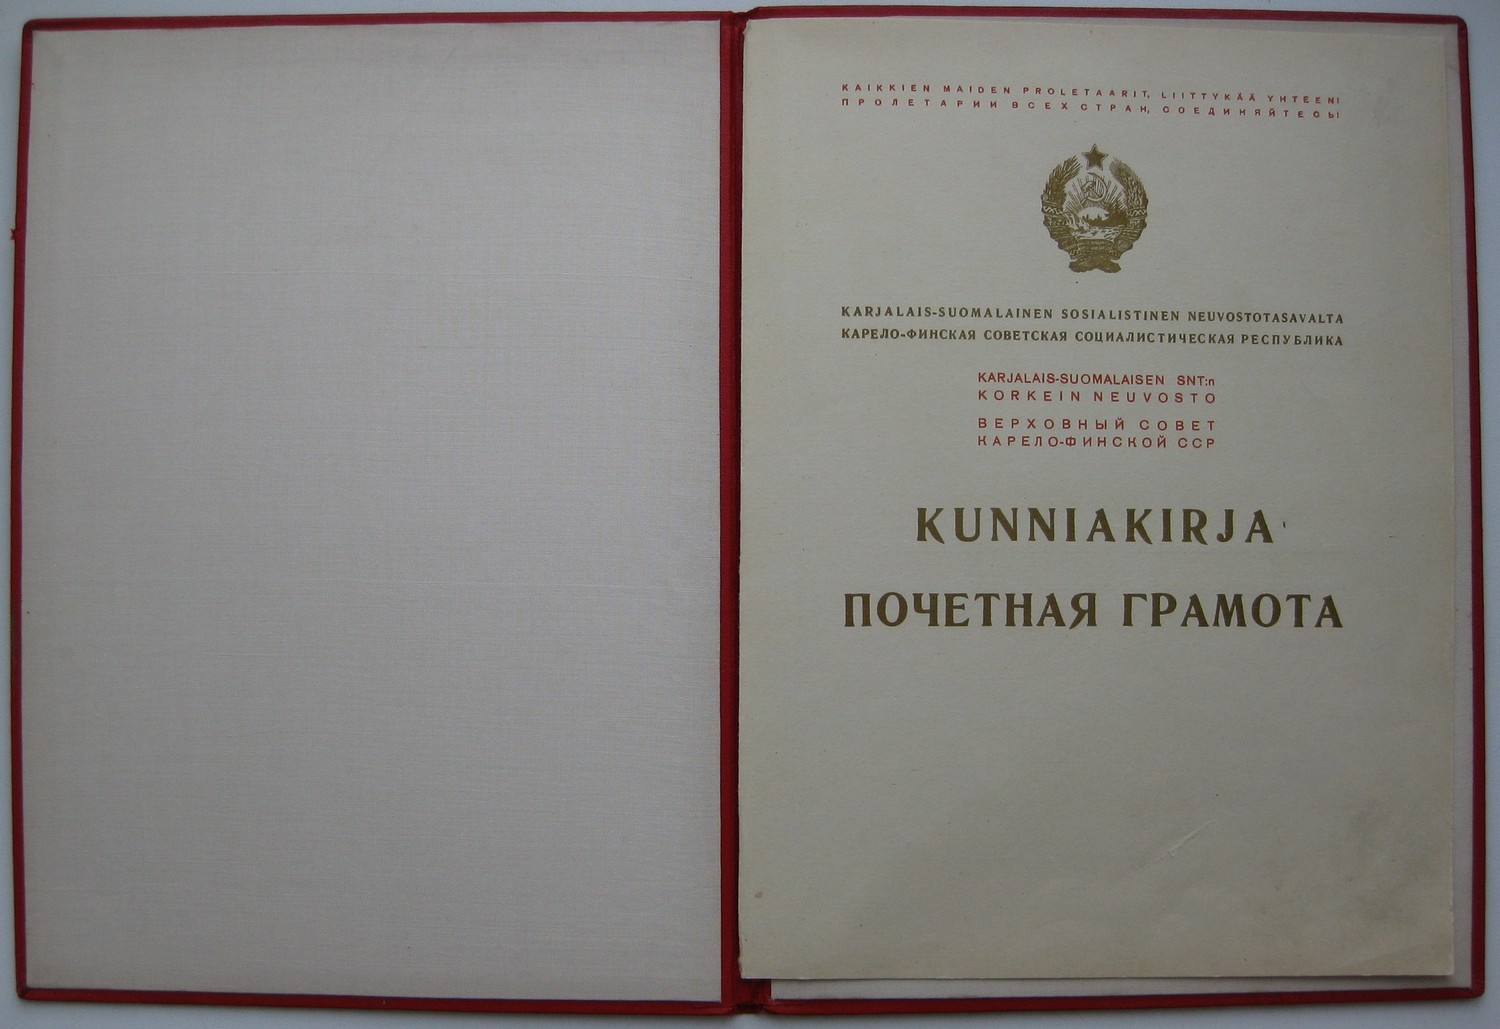 KAIKKIEN MAIDEN PROLETAARIT, LIITTYKÄÄ YHTEEN!
ПРОЛЕТАРИИ ВСЕХ СТРАН, СОЕДИНЯЙТЕСЬ!
KARJALAIS-SUOMALAINEN SOSIALISTINEN NEUVOSTOTASAVALTA
КАРЕЛО-ФИНСКАЯ СОВЕТСКАЯ СОЦИАЛИСТИЧЕСКАЯ РЕСПУБЛИКА
KARJALAIS-SUOMALAISEN SNT:n
KORKEIN NEUVOSTO
ВЕРХОВНЫЙ СОВЕТ
КАРЕЛО-ФИНСКОЙ ССР
KUNNIAKIRJA
ПОЧЕТНАЯ ГРАМОТА